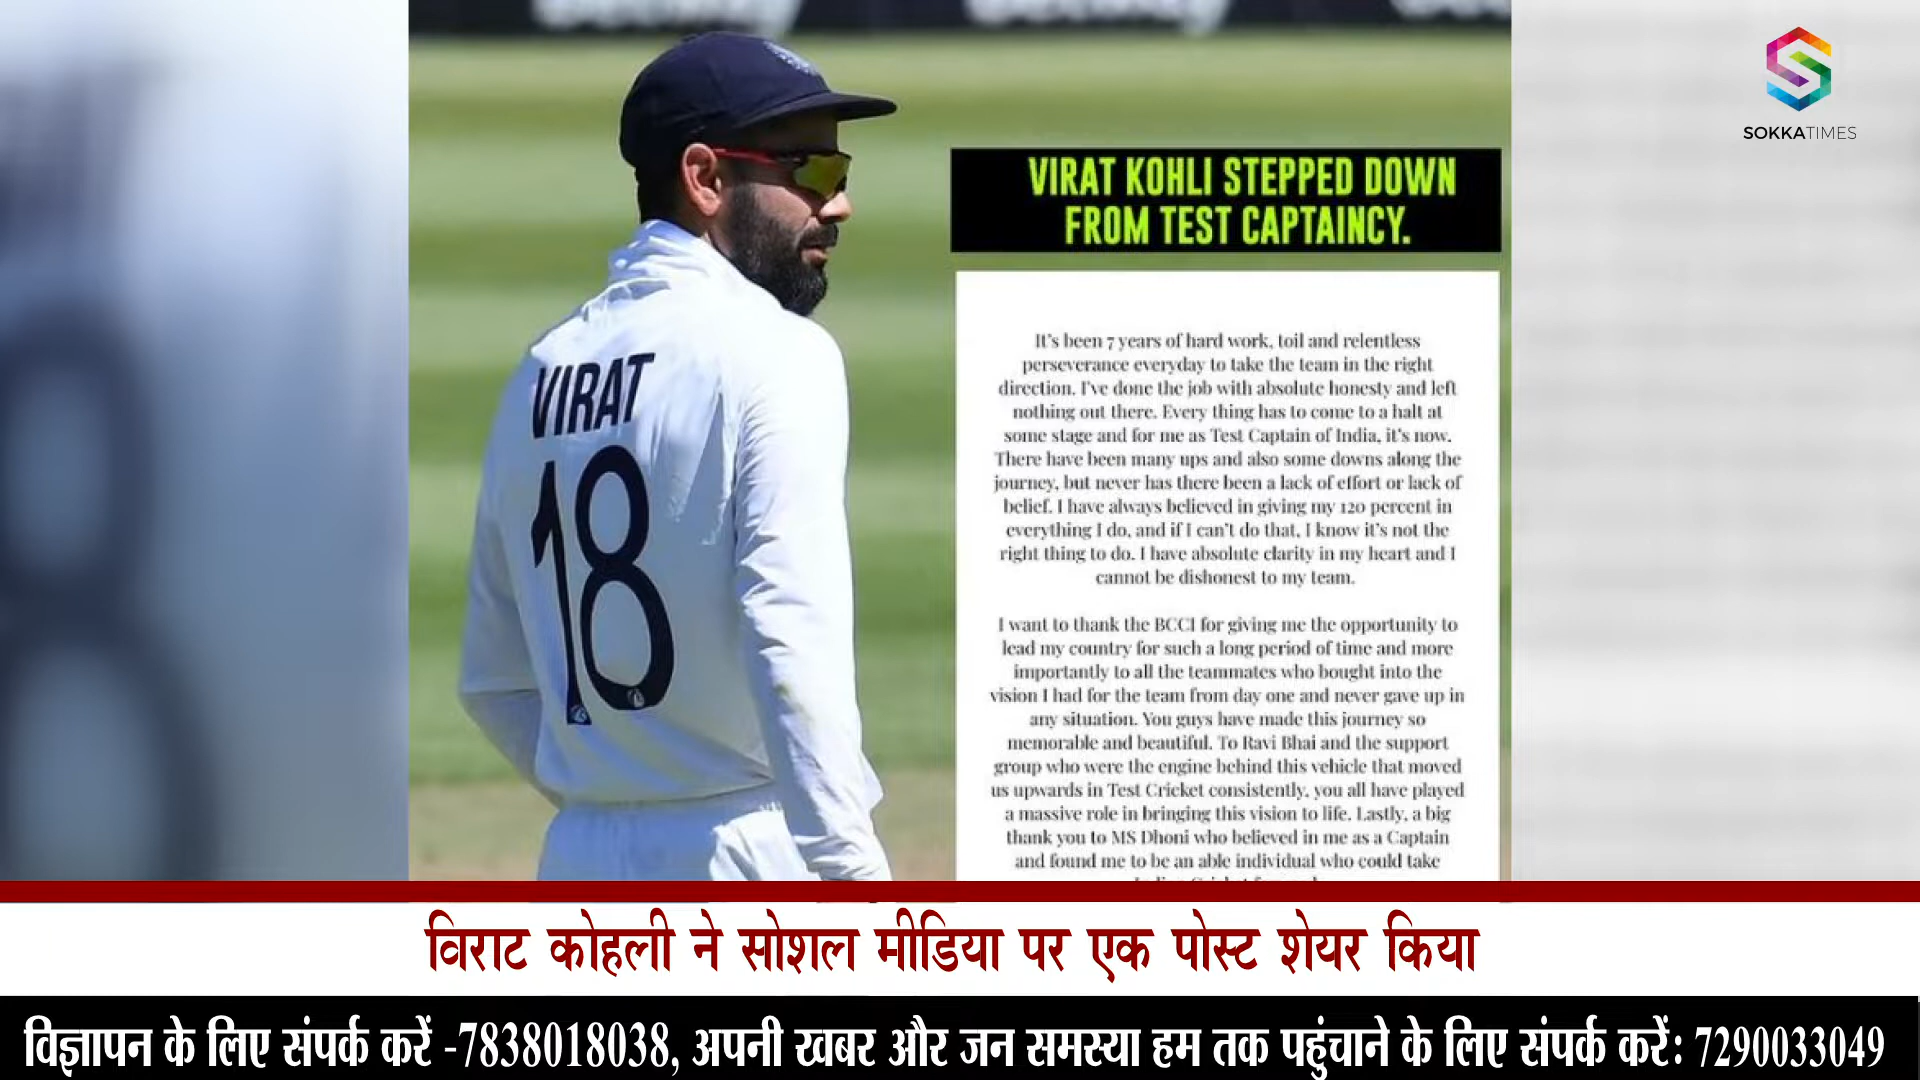 SOKKATIMES
VIRAT KOHLI STEPPED DOWN
FROM TEST CAPTAINCY.
VIRAT
18
It's been 7 years of hard work, toil and relentless
perseverance everyday to take the team in the right
direction. I've done the job with absolute honesty and left
nothing out there. Every thing has to come to a halt at
some stage and for me as Test Captain of India, it's now.
There have been many ups and also some downs along the
journey, but never has there been a lack of effort or lack of
belief. I have always believed in giving my 120 percent in
everything I do, and if I can't do that, I know it's not the
right thing to do. I have absolute clarity in my heart and I
cannot be dishonest to my team.
I want to thank the BCCI for giving me the opportunity to
lead my country for such a long period of time and more
importantly to all the teammates who bought into the
vision I had for the team from day one and never gave up in
any situation. You guys have made this journey so
memorable and beautiful. To Ravi Bhai and the support
group who were the engine behind this vehicle that moved
us upwards in Test Cricket consistently, you all have played
a massive role in bringing this vision to life. Lastly, a big
thank you to MS Dhoni who believed in me as a Captain
and found me to be an able individual who could take
विराट कोहली ने सोशल मीडिया पर एक पोस्ट शेयर किया
विज्ञापन के लिए संपर्क करें -7838018038, अपनी खबर और जन समस्या हम तक पहुंचाने के लिए संपर्क करें: 7290033049